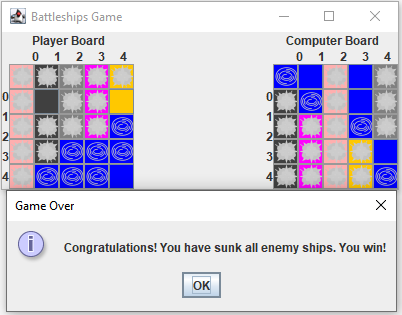 Battleships Game
Player Board
Computer Board
0 1 2 3 4
0 1 2 3 4
0
1
2
3
4
0
1
2
3
4
Game Over
Congratulations! You have sunk all enemy ships. You win!
OK